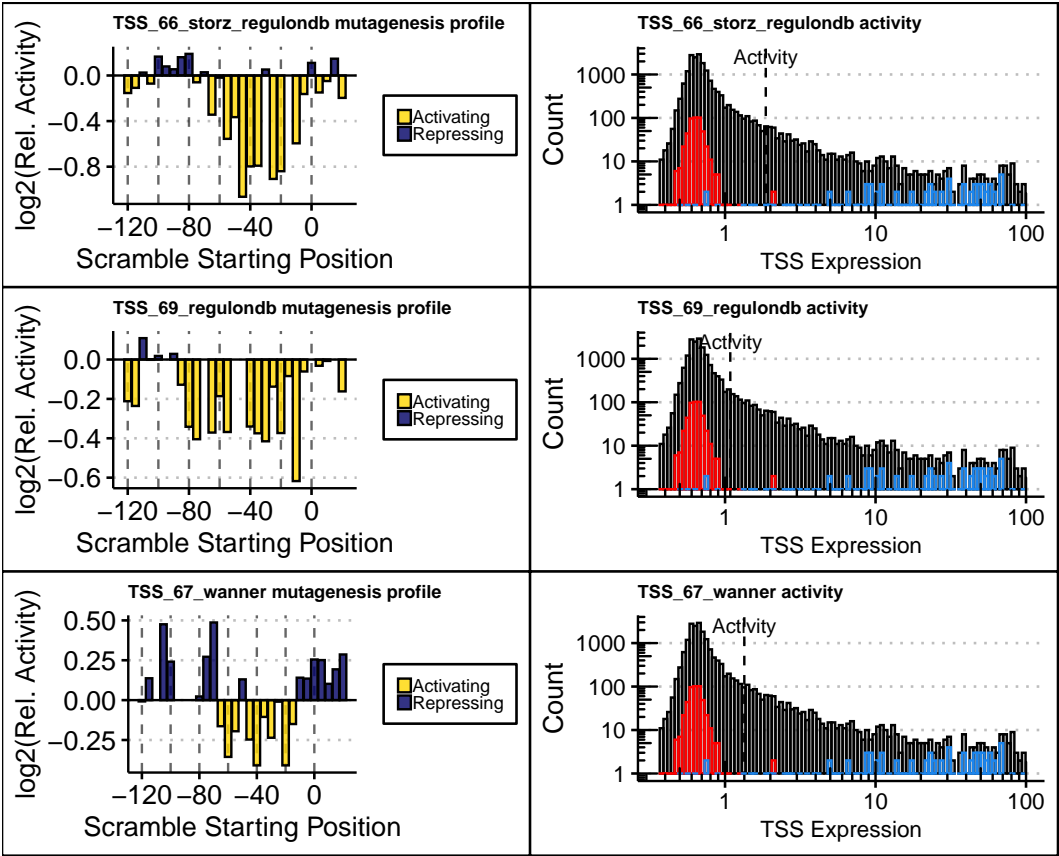 TSS_66_storz_regulondb mutagenesis profile
log2(Rel. Activity)
0.0
−0.4
−0.8
−120 −80 −40 0
Scramble Starting Position
Activating
Repressing
TSS_66_storz_regulondb activity
Activity
Count
1000
100
10
1
1 10 100
TSS Expression
TSS_69_regulondb mutagenesis profile
log2(Rel. Activity)
0.0
−0.2
−0.4
−0.6
−120 −80 −40 0
Scramble Starting Position
Activating
Repressing
TSS_69_regulondb activity
Activity
Count
1000
100
10
1
1 10 100
TSS Expression
TSS_67_wanner mutagenesis profile
log2(Rel. Activity)
0.50
0.25
0.00
−0.25
−120 −80 −40 0
Scramble Starting Position
Activating
Repressing
TSS_67_wanner activity
Activity
Count
1000
100
10
1
1 10 100
TSS Expression